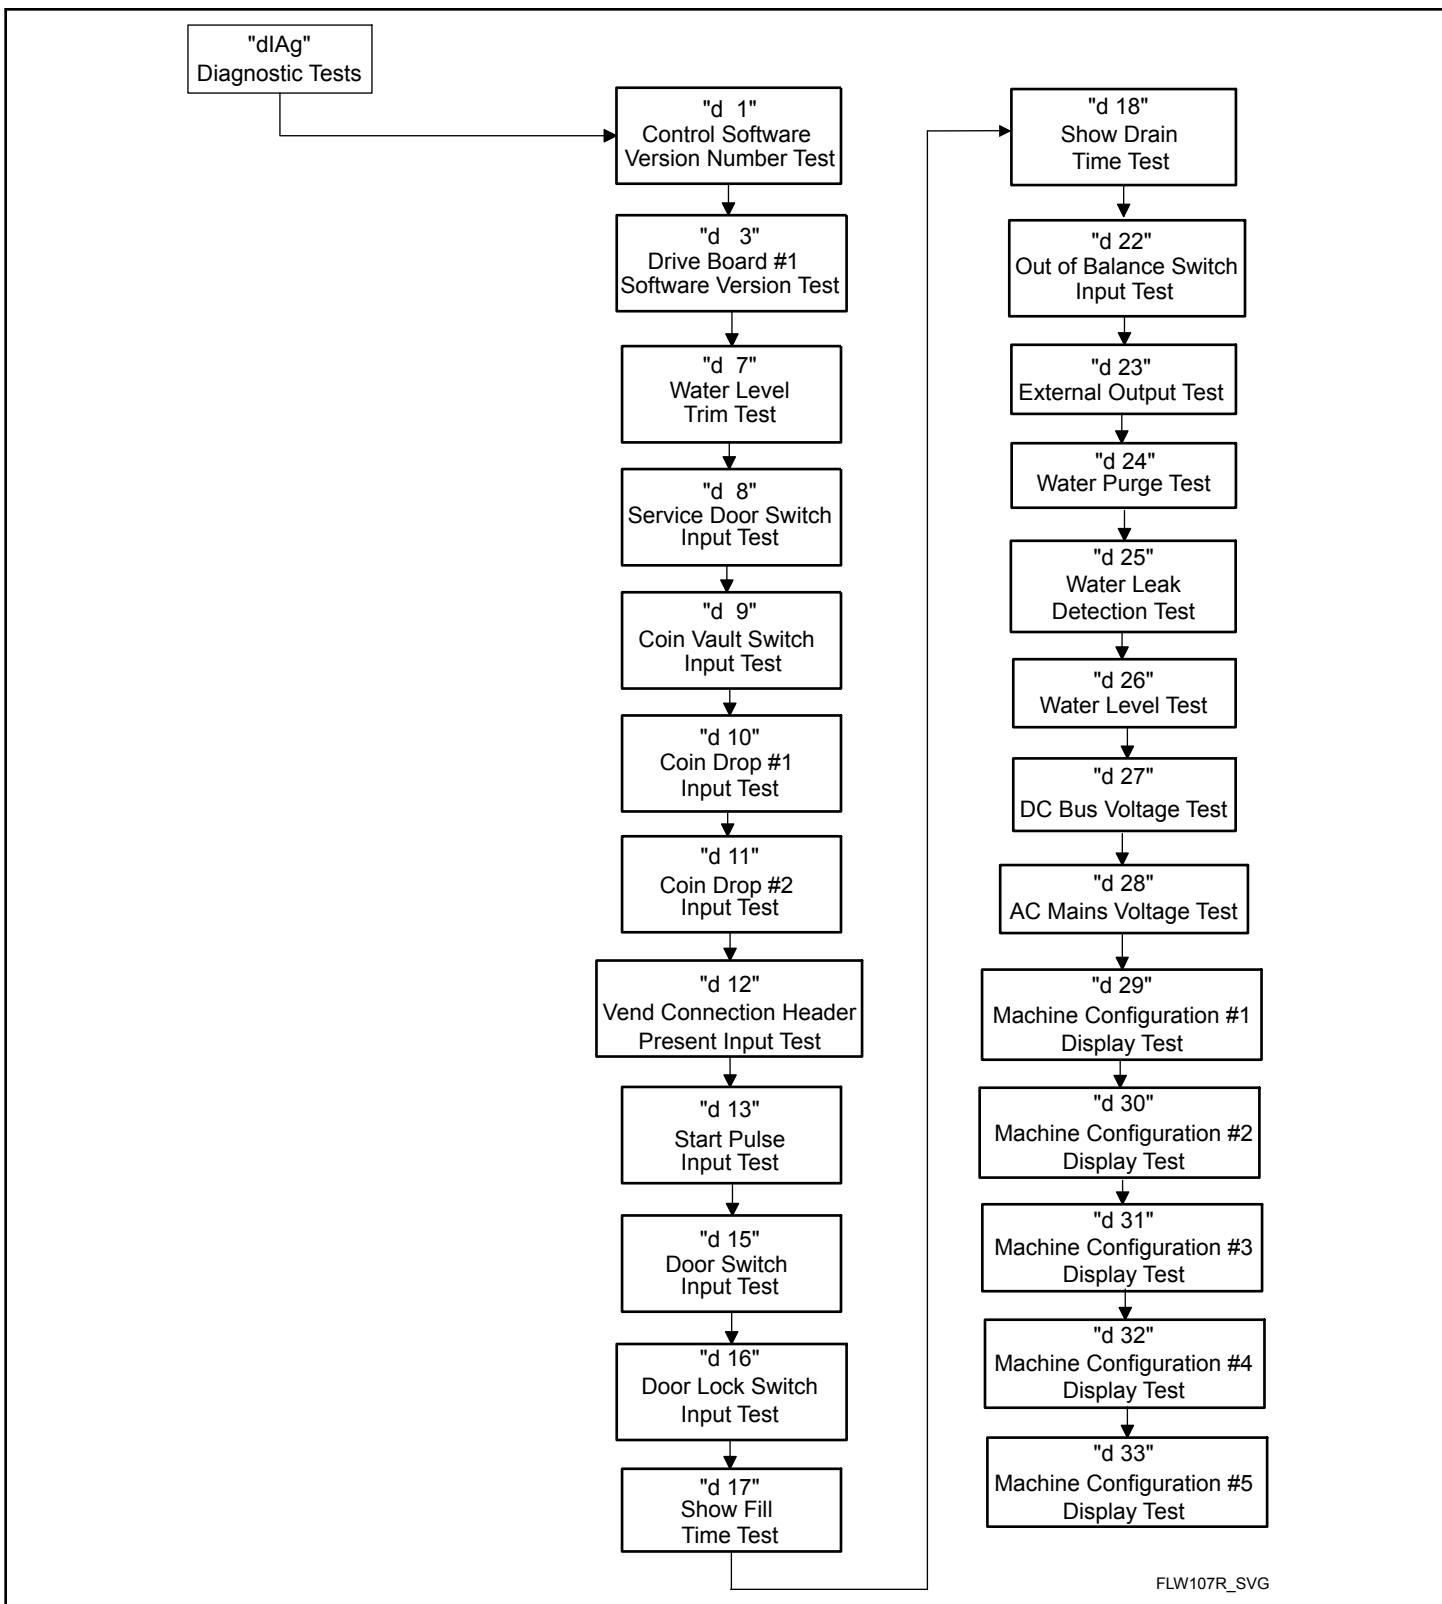 "dIAg"
Diagnostic Tests
"d  1"
Control Software
Version Number Test
"d   3"
Drive Board #1
Software Version Test
"d  7"
Water Level
Trim Test
"d  8"
Service Door Switch
Input Test
"d  9"
Coin Vault Switch
Input Test
"d 10"
Coin Drop #1
Input Test
"d 11"
Coin Drop #2
Input Test
"d 12"
Vend Connection Header
Present Input Test
"d 13"
Start Pulse
Input Test
"d 15"
Door Switch
Input Test
"d 16"
Door Lock Switch
Input Test
"d 17"
Show Fill
Time Test
"d 18"
Show Drain
Time Test
"d 22"
Out of Balance Switch
Input Test
"d 23"
External Output Test
"d 24"
Water Purge Test
"d 25"
Water Leak
Detection Test
"d 26"
Water Level Test
"d 27"
DC Bus Voltage Test
"d 28"
AC Mains Voltage Test
"d 29"
Machine Configuration #1
Display Test
"d 30"
Machine Configuration #2
Display Test
"d 31"
Machine Configuration #3
Display Test
"d 32"
Machine Configuration #4
Display Test
"d 33"
Machine Configuration #5
Display Test
FLW107R_SVG